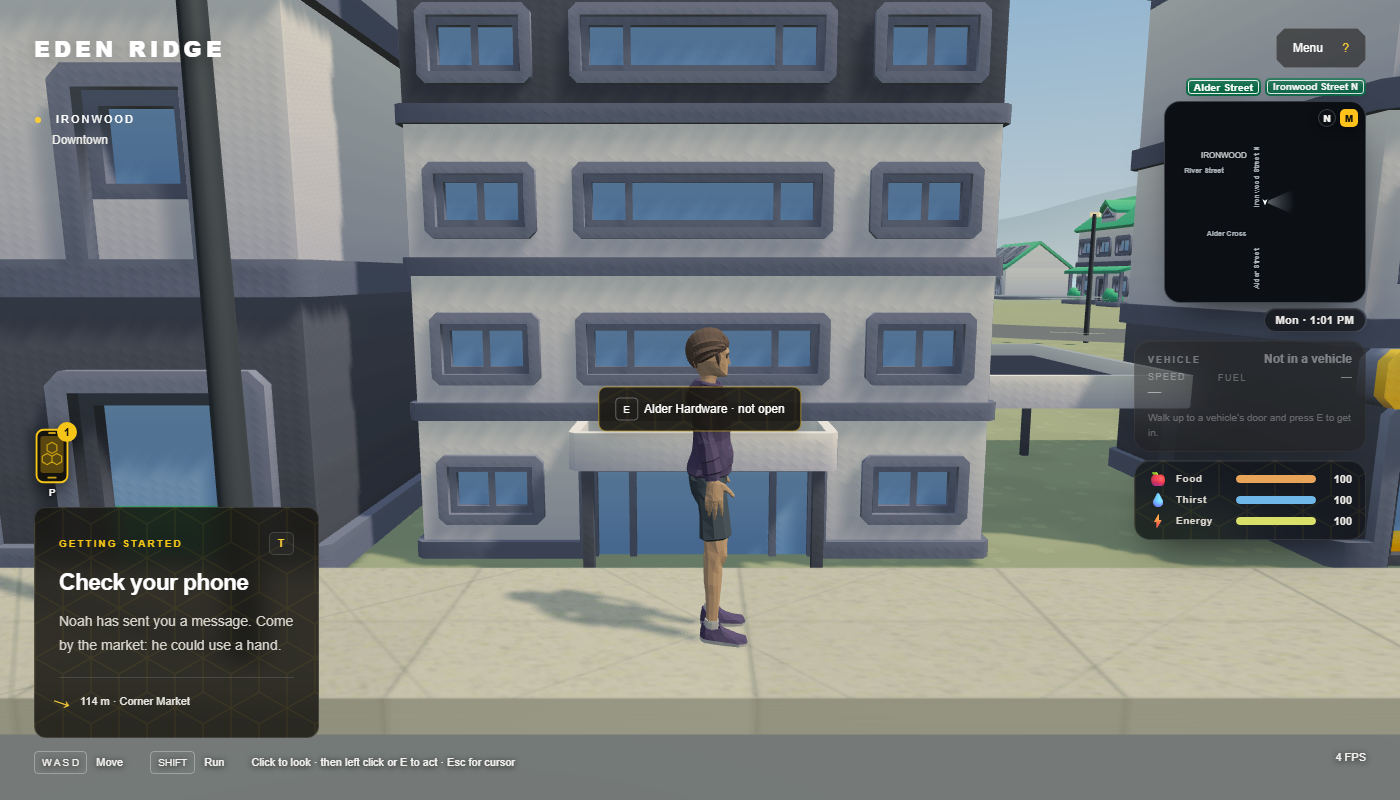 EDEN RIDGE
IRONWOOD
Downtown
Menu ?
Alder Street
Ironwood Street N
N M
IRONWOOD
River Street
Ironwood Street N
Alder Cross
Alder Street
Mon · 1:01 PM
VEHICLE Not in a vehicle
SPEED FUEL —
—
Walk up to a vehicle's door and press E to get
in.
Food 100
Thirst 100
Energy 100
E Alder Hardware · not open
1
P
GETTING STARTED T
Check your phone
Noah has sent you a message. Come
by the market: he could use a hand.
114 m · Corner Market
WASD Move SHIFT Run Click to look · then left click or E to act · Esc for cursor
4 FPS